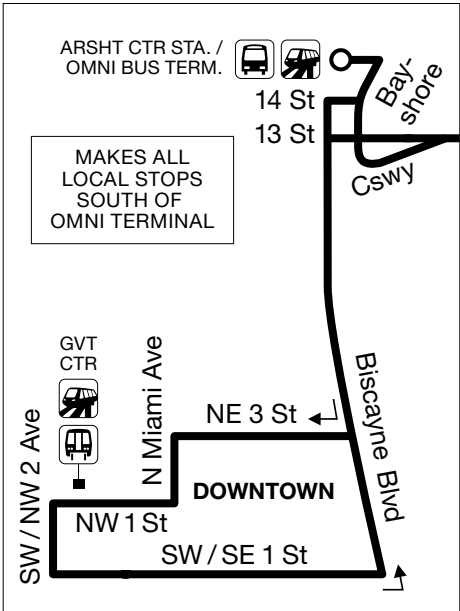 ARSHT CTR STA. /
OMNI BUS TERM.
Bay-
shore
14 St
13 St
Cswy
MAKES ALL
LOCAL STOPS
SOUTH OF
OMNI TERMINAL
GVT
CTR
N Miami Ave
NE 3 St
Biscayne Blvd
SW / NW 2 Ave
DOWNTOWN
NW 1 St
SW / SE 1 St